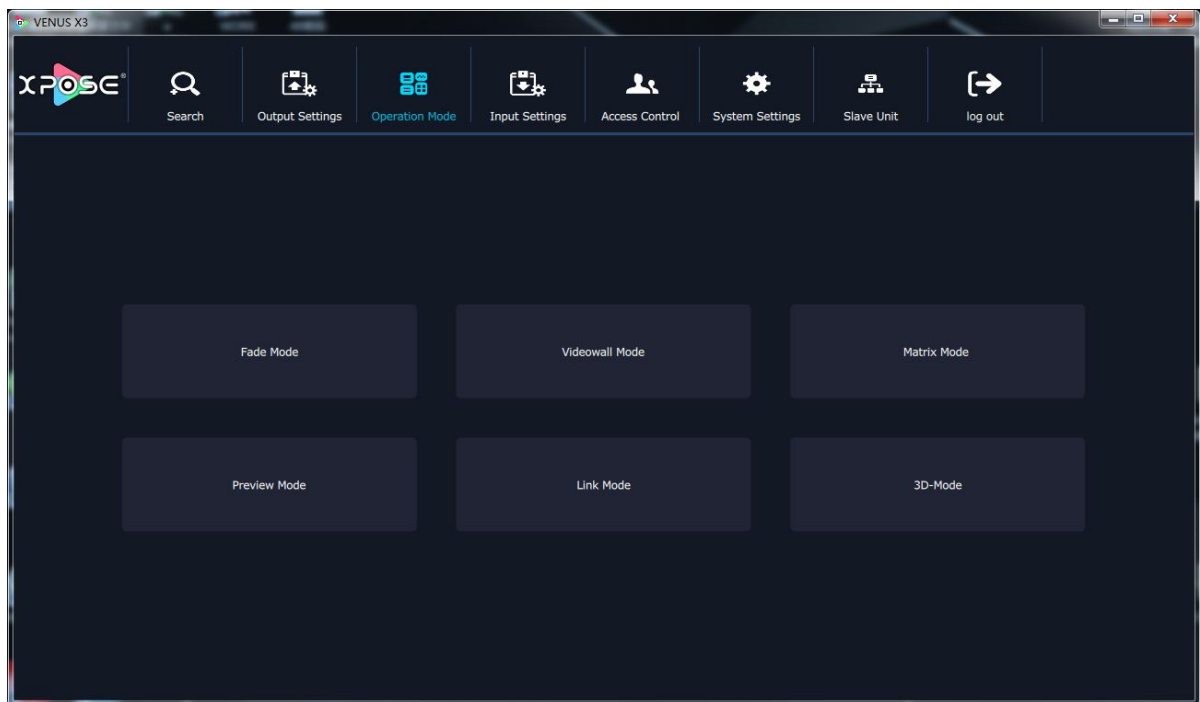 VENUS X3
XPOSE®
Search
Output Settings
Operation Mode
Input Settings
Access Control
System Settings
Slave Unit
log out
Fade Mode
Videowall Mode
Matrix Mode
Preview Mode
Link Mode
3D-Mode